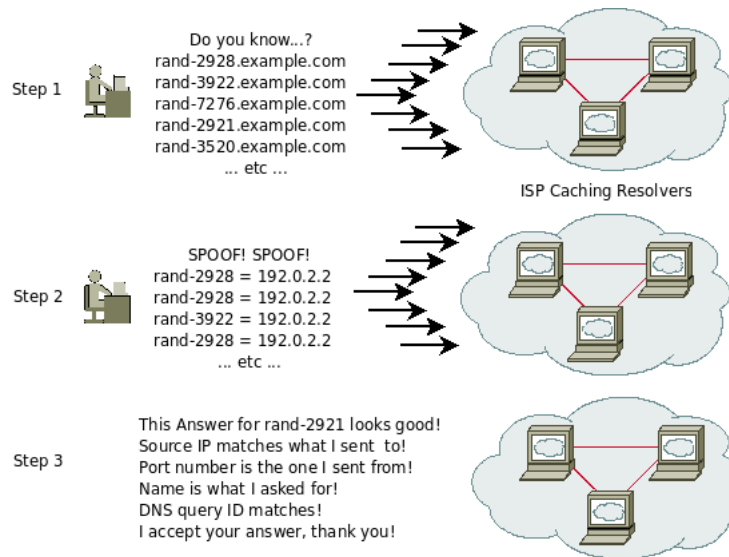 Step 1
Do you know...?
rand-2928.example.com
rand-3922.example.com
rand-7276.example.com
rand-2921.example.com
rand-3520.example.com
... etc ...
ISP Caching Resolvers
Step 2
SPOOF! SPOOF!
rand-2928 = 192.0.2.2
rand-2928 = 192.0.2.2
rand-3922 = 192.0.2.2
rand-2928 = 192.0.2.2
... etc ...
Step 3
This Answer for rand-2921 looks good!
Source IP matches what I sent to!
Port number is the one I sent from!
Name is what I asked for!
DNS query ID matches!
I accept your answer, thank you!